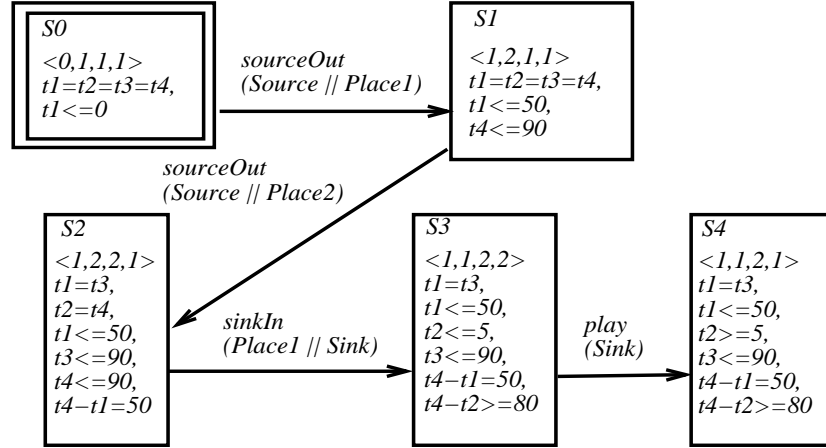 S0
<0,1,1,1>
t1=t2=t3=t4,
t1<=0
sourceOut
(Source || Place1)
S1
<1,2,1,1>
t1=t2=t3=t4,
t1<=50,
t4<=90
sourceOut
(Source || Place2)
S2
<1,2,2,1>
t1=t3,
t2=t4,
t1<=50,
t3<=90,
t4<=90,
t4-t1=50
sinkIn
(Place1 || Sink)
S3
<1,1,2,2>
t1=t3,
t1<=50,
t2<=5,
t3<=90,
t4-t1=50,
t4-t2>=80
play
(Sink)
S4
<1,1,2,1>
t1=t3,
t1<=50,
t2>=5,
t3<=90,
t4-t1=50,
t4-t2>=80